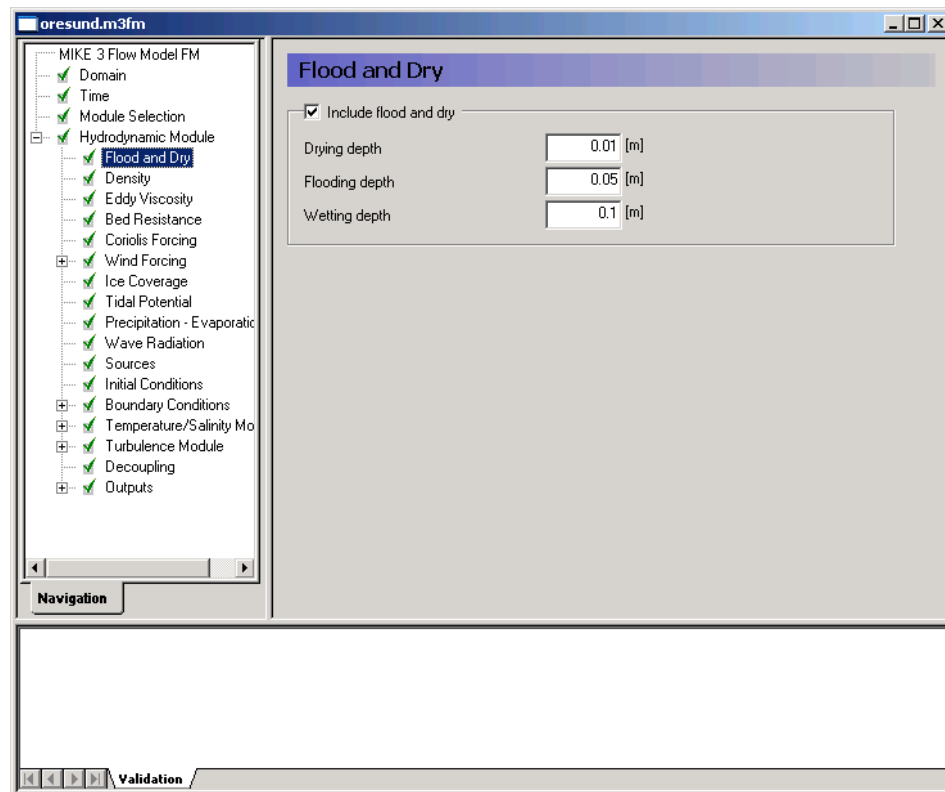 oresund.m3fm
MIKE 3 Flow Model FM
Domain
Time
Module Selection
Hydrodynamic Module
Flood and Dry
Density
Eddy Viscosity
Bed Resistance
Coriolis Forcing
Wind Forcing
Ice Coverage
Tidal Potential
Precipitation - Evaporatio
Wave Radiation
Sources
Initial Conditions
Boundary Conditions
Temperature/Salinity Mo
Turbulence Module
Decoupling
Outputs
Navigation
Flood and Dry
Include flood and dry
Drying depth 0.01 [m]
Flooding depth 0.05 [m]
Wetting depth 0.1 [m]
Validation